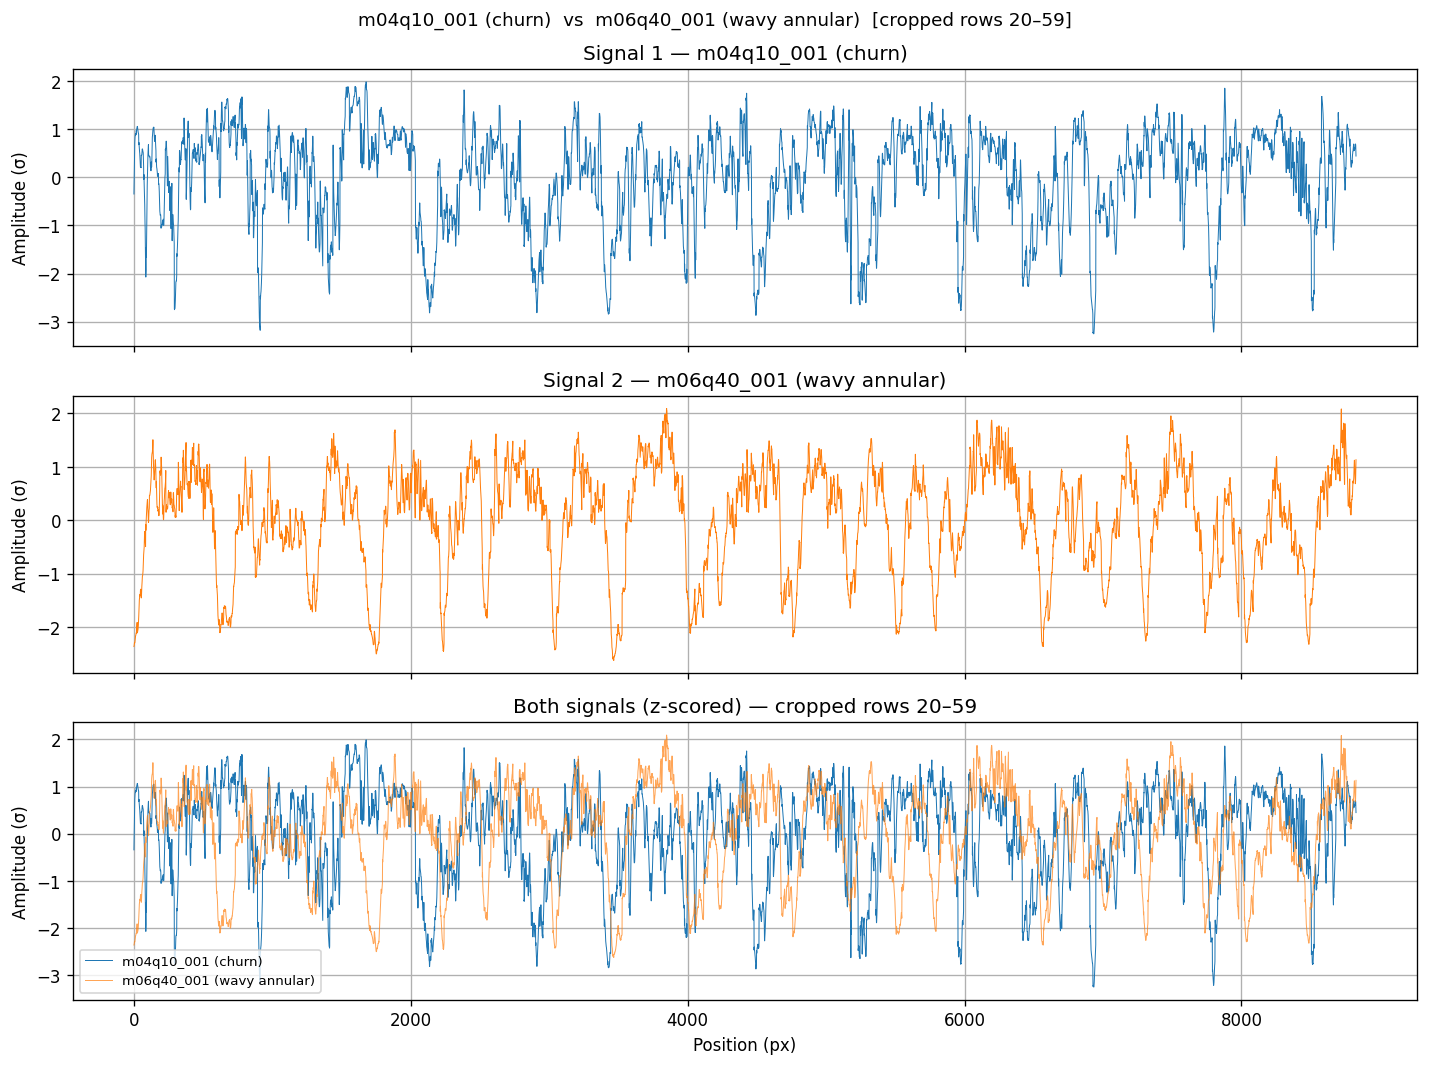 m04q10_001 (churn)  vs  m06q40_001 (wavy annular)  [cropped rows 20–59]
Signal 1 — m04q10_001 (churn)
Amplitude (σ)
2
1
0
−1
−2
−3
Signal 2 — m06q40_001 (wavy annular)
Amplitude (σ)
2
1
0
−1
−2
Both signals (z-scored) — cropped rows 20–59
Amplitude (σ)
2
1
0
−1
−2
−3
m04q10_001 (churn)
m06q40_001 (wavy annular)
0 2000 4000 6000 8000
Position (px)